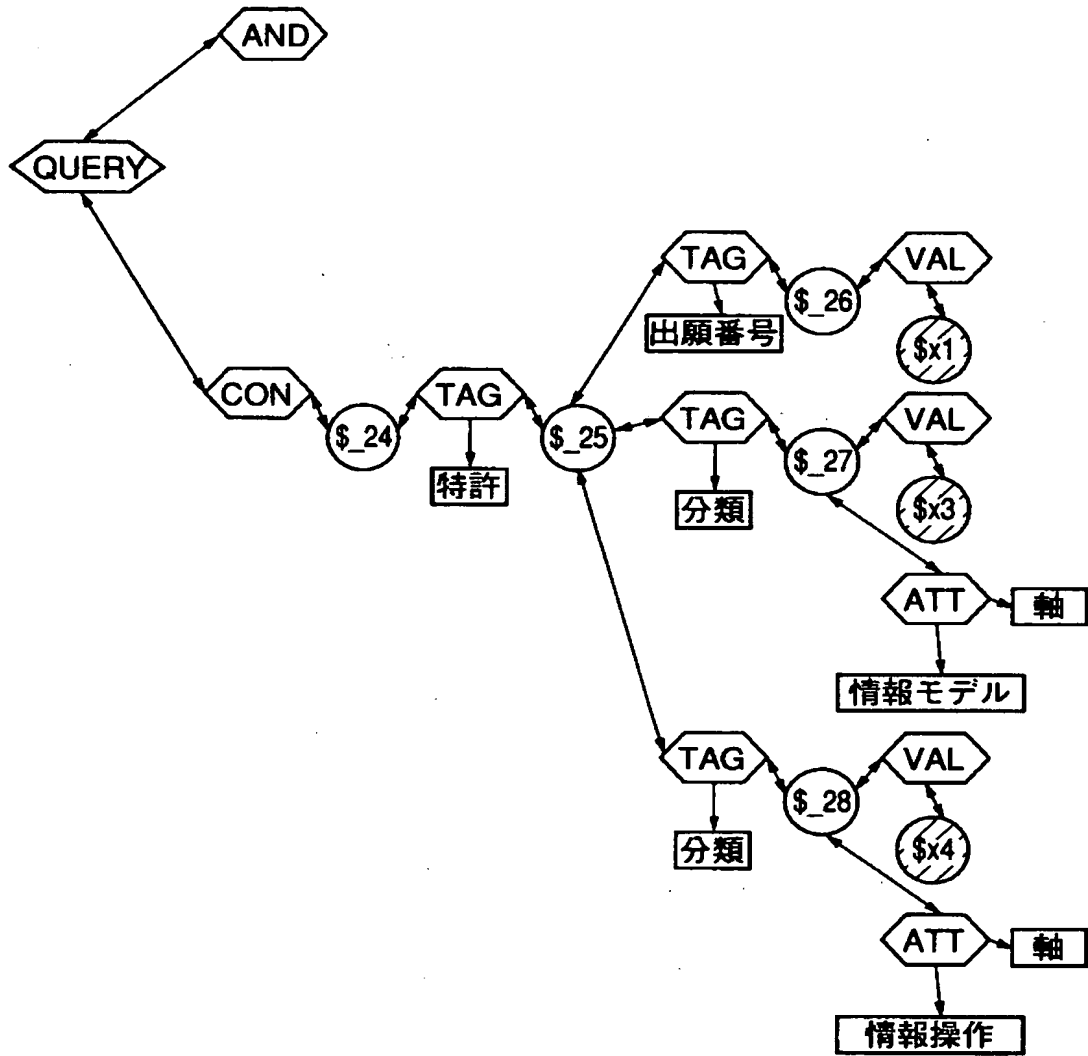 AND
QUERY
TAG
VAL
$_26
出願番号
$x1
CON
TAG
TAG
VAL
$_24
$_25
$_27
特許
分類
$x3
ATT
軸
情報モデル
TAG
VAL
$_28
分類
$x4
ATT
軸
情報操作